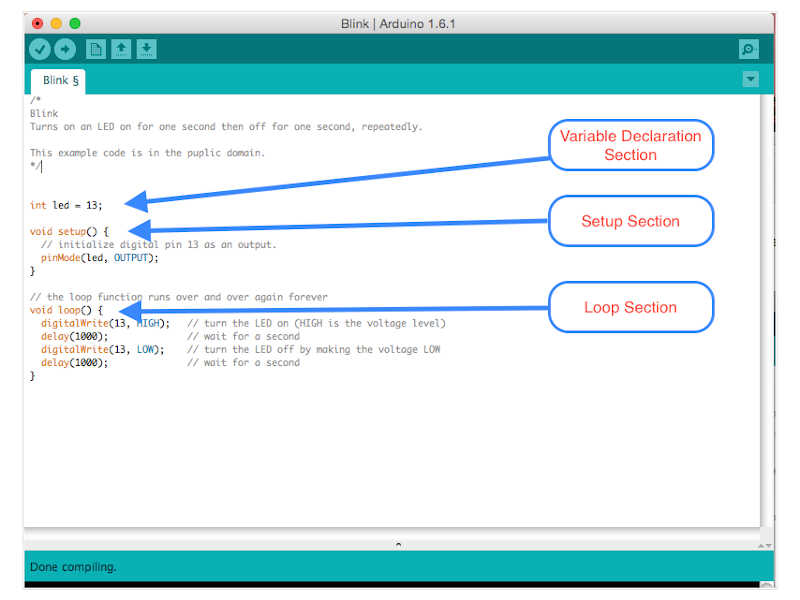 Blink | Arduino 1.6.1
Blink §
/*
Blink
Turns on an LED on for one second then off for one second, repeatedly.
This example code is in the puplic domain.
*/
Variable Declaration
Section
int led = 13;
Setup Section
void setup() {
// initialize digital pin 13 as an output.
pinMode(led, OUTPUT);
}
Loop Section
// the loop function runs over and over again forever
void loop() {
digitalWrite(13, HIGH);   // turn the LED on (HIGH is the voltage level)
delay(1000);              // wait for a second
digitalWrite(13, LOW);    // turn the LED off by making the voltage LOW
delay(1000);              // wait for a second
}
Done compiling.